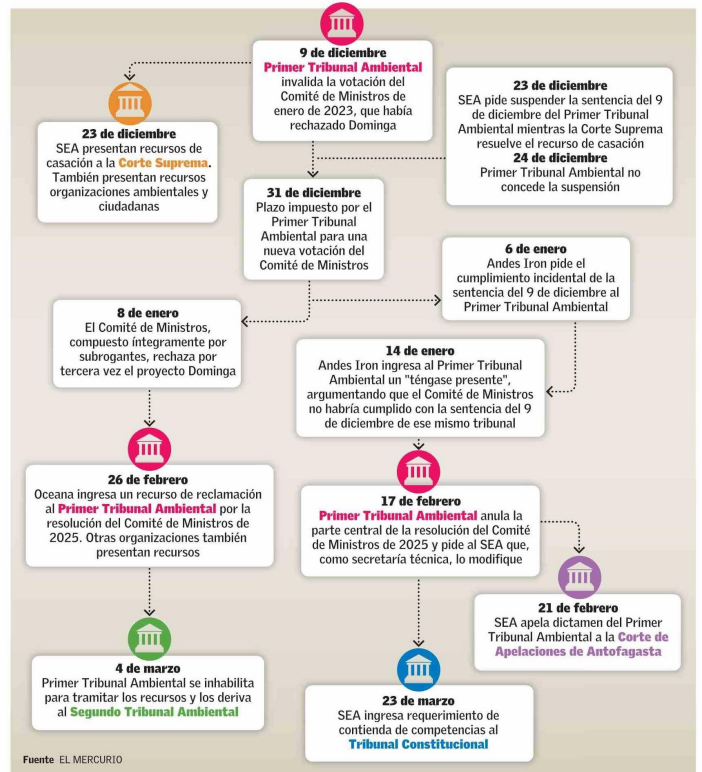 9 de diciembre
Primer Tribunal Ambiental
invalida la votación del
Comité de Ministros de
enero de 2023, que había
rechazado Dominga
23 de diciembre
SEA presentan recursos de
casación a la Corte Suprema.
También presentan recursos
organizaciones ambientales y
ciudadanas
23 de diciembre
SEA pide suspender la sentencia del 9
de diciembre del Primer Tribunal
Ambiental mientras la Corte Suprema
resuelve el recurso de casación
24 de diciembre
Primer Tribunal Ambiental no
concede la suspensión
31 de diciembre
Plazo impuesto por el
Primer Tribunal
Ambiental para una
nueva votación del
Comité de Ministros
6 de enero
Andes Iron pide el
cumplimiento incidental de la
sentencia del 9 de diciembre al
Primer Tribunal Ambiental
8 de enero
El Comité de Ministros,
compuesto íntegramente por
subrogantes, rechaza por
tercera vez el proyecto Dominga
14 de enero
Andes Iron ingresa al Primer Tribunal
Ambiental un "téngase presente",
argumentando que el Comité de Ministros
no habría cumplido con la sentencia del 9
de diciembre de ese mismo tribunal
26 de febrero
Oceana ingresa un recurso de reclamación
al Primer Tribunal Ambiental por la
resolución del Comité de Ministros de
2025. Otras organizaciones también
presentan recursos
17 de febrero
Primer Tribunal Ambiental anula la
parte central de la resolución del Comité
de Ministros de 2025 y pide al SEA que,
como secretaría técnica, lo modifique
21 de febrero
SEA apela dictamen del Primer
Tribunal Ambiental a la Corte de
Apelaciones de Antofagasta
4 de marzo
Primer Tribunal Ambiental se inhabilita
para tramitar los recursos y los deriva
al Segundo Tribunal Ambiental
23 de marzo
SEA ingresa requerimiento de
contienda de competencias al
Tribunal Constitucional
Fuente EL MERCURIO